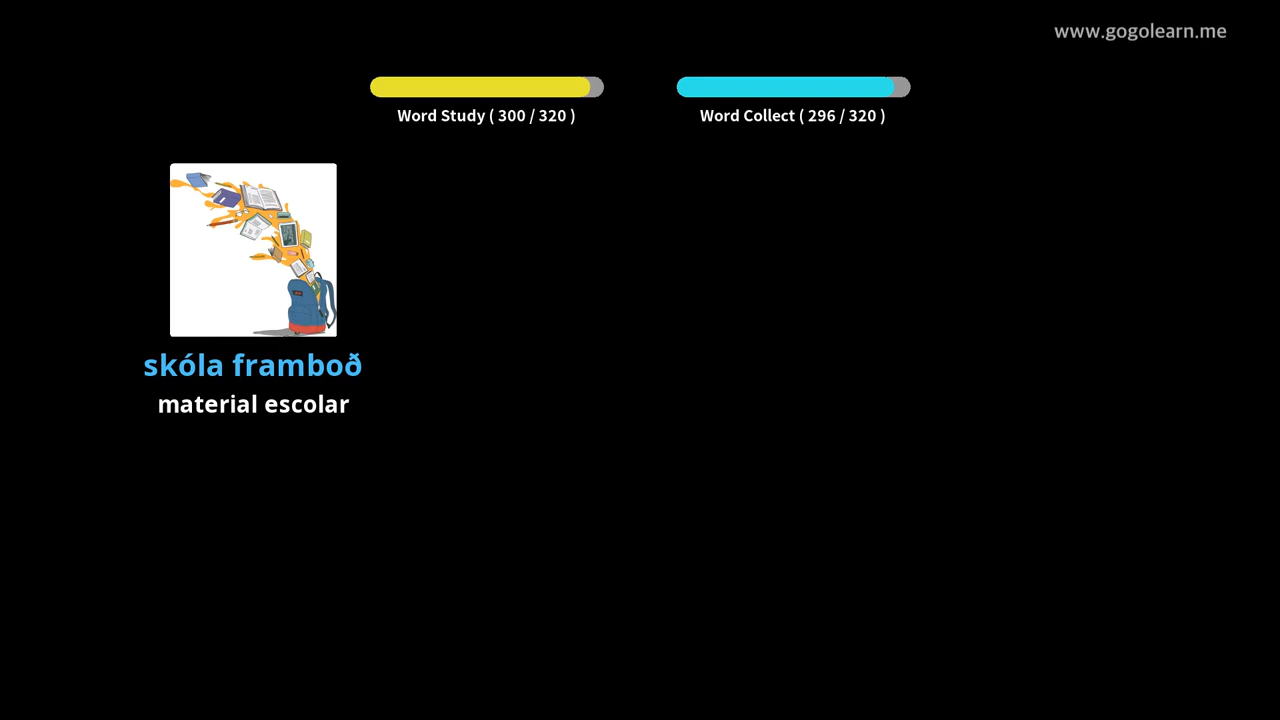 www.gogolearn.me
Word Study ( 300 / 320 )
Word Collect ( 296 / 320 )
skóla framboð
material escolar